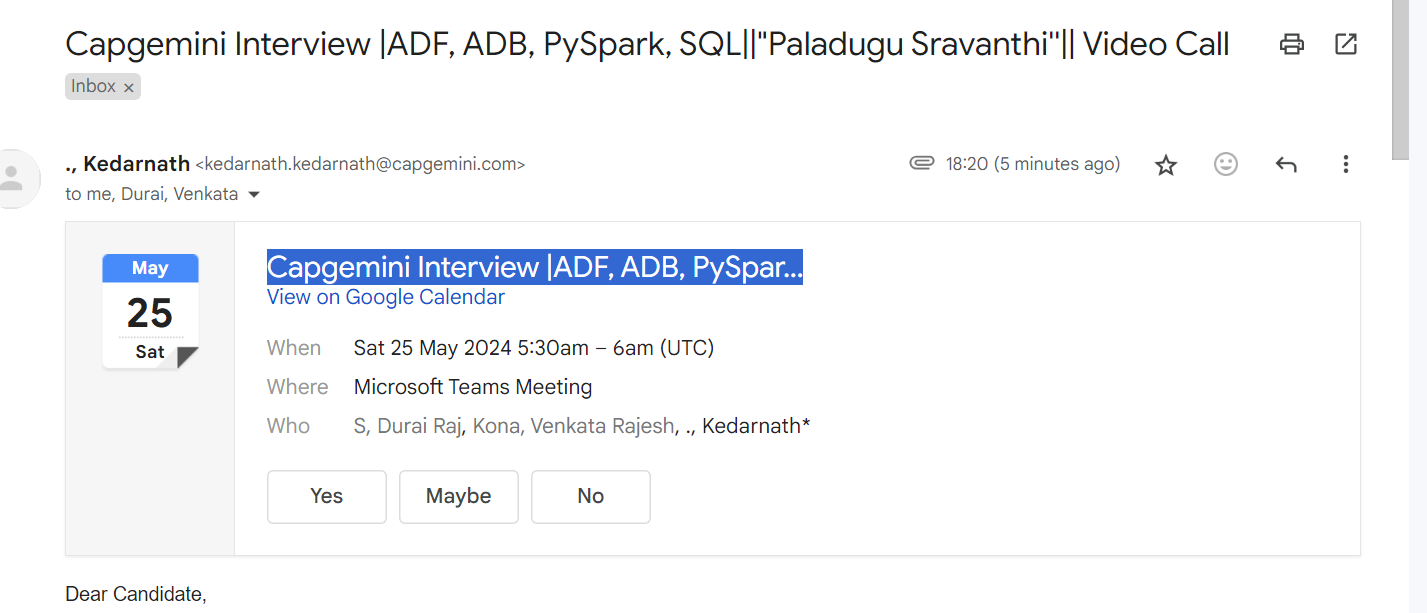 Capgemini Interview |ADF, ADB, PySpark, SQL||"Paladugu Sravanthi"|| Video Call
Inbox ×
., Kedarnath <kedarnath.kedarnath@capgemini.com>
18:20 (5 minutes ago)
to me, Durai, Venkata
May
25
Sat
Capgemini Interview |ADF, ADB, PySpar...
View on Google Calendar
When Sat 25 May 2024 5:30am – 6am (UTC)
Where Microsoft Teams Meeting
Who S, Durai Raj, Kona, Venkata Rajesh, ., Kedarnath*
Yes Maybe No
Dear Candidate,